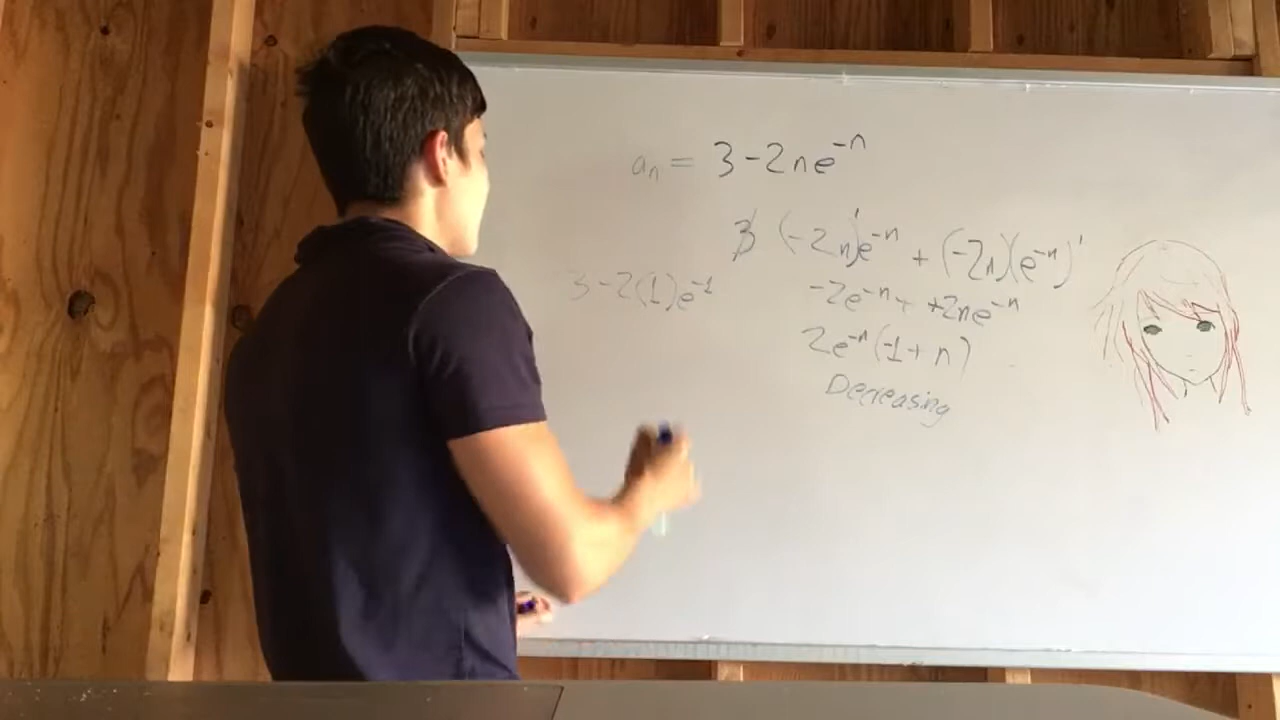 aₙ = 3-2ne⁻ⁿ
3 (-2n)'e⁻ⁿ + (-2n)(e⁻ⁿ)'
3-2(1)e⁻¹
-2e⁻ⁿ+ +2ne⁻ⁿ
2e⁻ⁿ(-1+n)
Decreasing